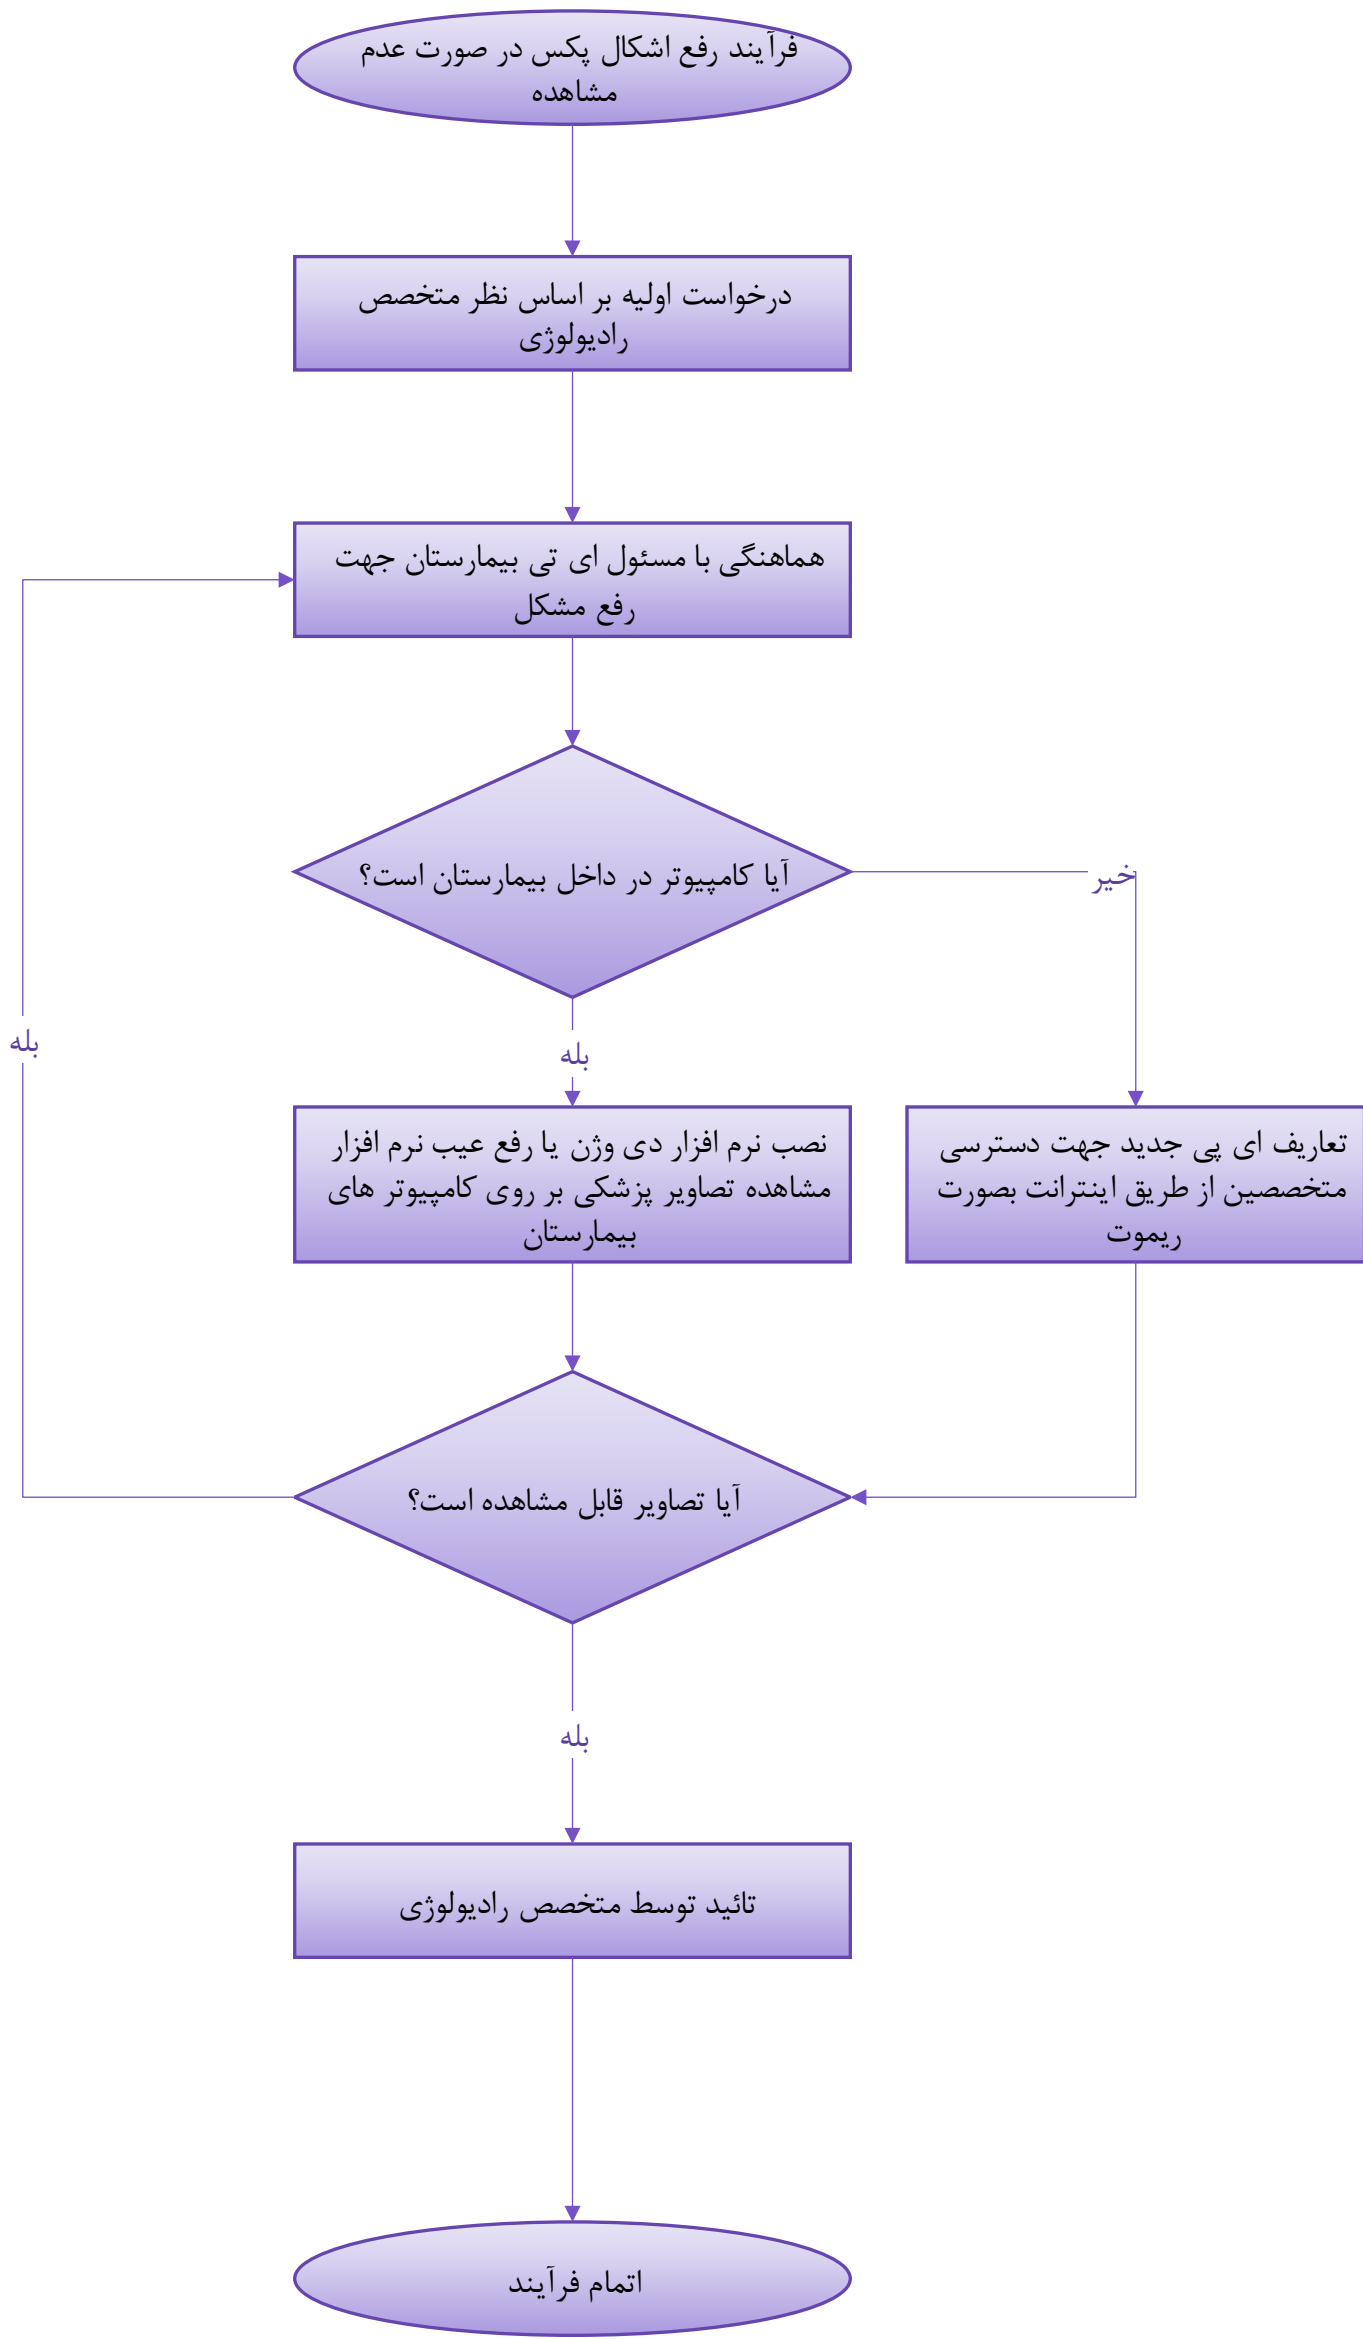 فرآیند رفع اشکال پکس در صورت عدم
مشاهده
درخواست اولیه بر اساس نظر متخصص
رادیولوژی
هماهنگی با مسئول ای تی بیمارستان جهت
رفع مشکل
آیا کامپیوتر در داخل بیمارستان است؟
خیر
بله
بله
نصب نرم افزار دی وژن یا رفع عیب نرم افزار
مشاهده تصاویر پزشکی بر روی کامپیوتر های
بیمارستان
تعاریف ای پی جدید جهت دسترسی
متخصصین از طریق اینترانت بصورت
ریموت
آیا تصاویر قابل مشاهده است؟
بله
تائید توسط متخصص رادیولوژی
اتمام فرآیند